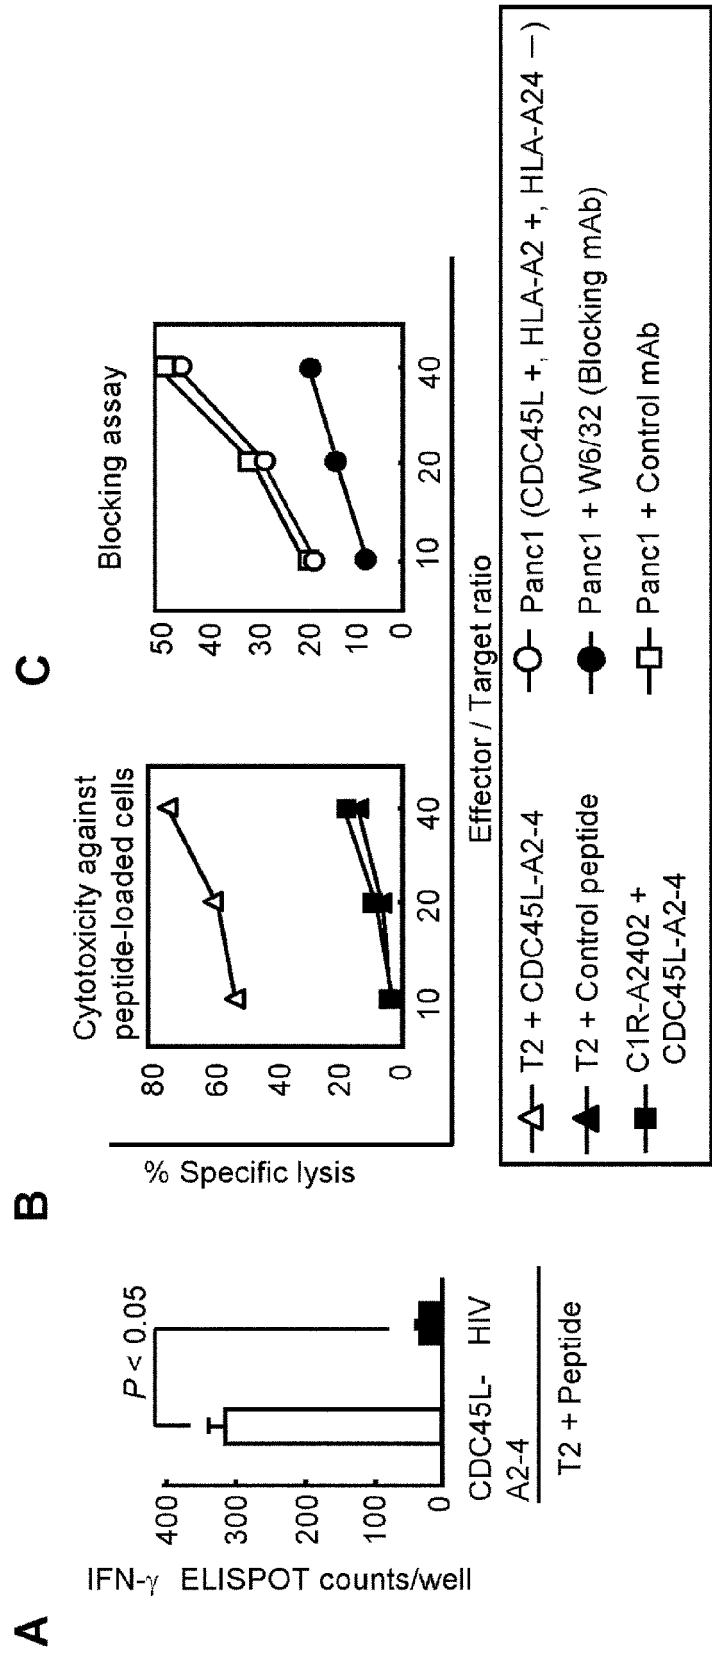 A
IFN-γ ELISPOT counts/well
400
300
200
100
0
P < 0.05
CDC45L-
A2-4
HIV
T2 + Peptide
B
% Specific lysis
Cytotoxicity against
peptide-loaded cells
80
60
40
20
0
10
20
40
C
Blocking assay
50
40
30
20
10
0
10
20
40
Effector / Target ratio
T2 + CDC45L-A2-4
T2 + Control peptide
C1R-A2402 +
CDC45L-A2-4
Panc1 (CDC45L +, HLA-A2 +, HLA-A24 −)
Panc1 + W6/32 (Blocking mAb)
Panc1 + Control mAb